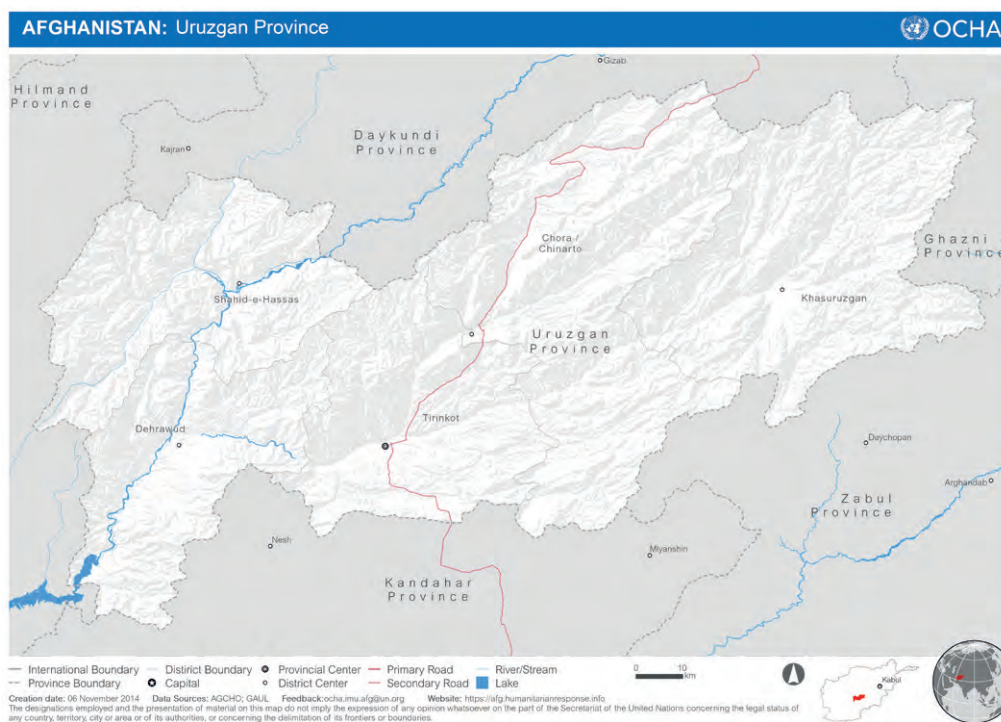 AFGHANISTAN: Uruzgan Province
OCHA
Gizab
Hilmand
Province
Daykundi
Province
Kajran
Chora /
Chinarto
Ghazni
Province
Shahid-e-Hassas
Khasuruzgan
Uruzgan
Province
Tirinkot
Dehrawud
Daychopan
Arghandab
Zabul
Province
Nesh
Miyanshin
Kandahar
Province
International Boundary
District Boundary
Provincial Center
Primary Road
River/Stream
Province Boundary
Capital
District Center
Secondary Road
Lake
0 10
km
Kabul
Creation date: 06 November 2014 Data Sources: AGCHO; GAUL Feedback:ocha.imu.afg@un.org Website: https://afg.humanitarianresponse.info
The designations employed and the presentation of material on this map do not imply the expression of any opinion whatsoever on the part of the Secretariat of the United Nations concerning the legal status of
any country, territory, city or area or of its authorities, or concerning the delimitation of its frontiers or boundaries.